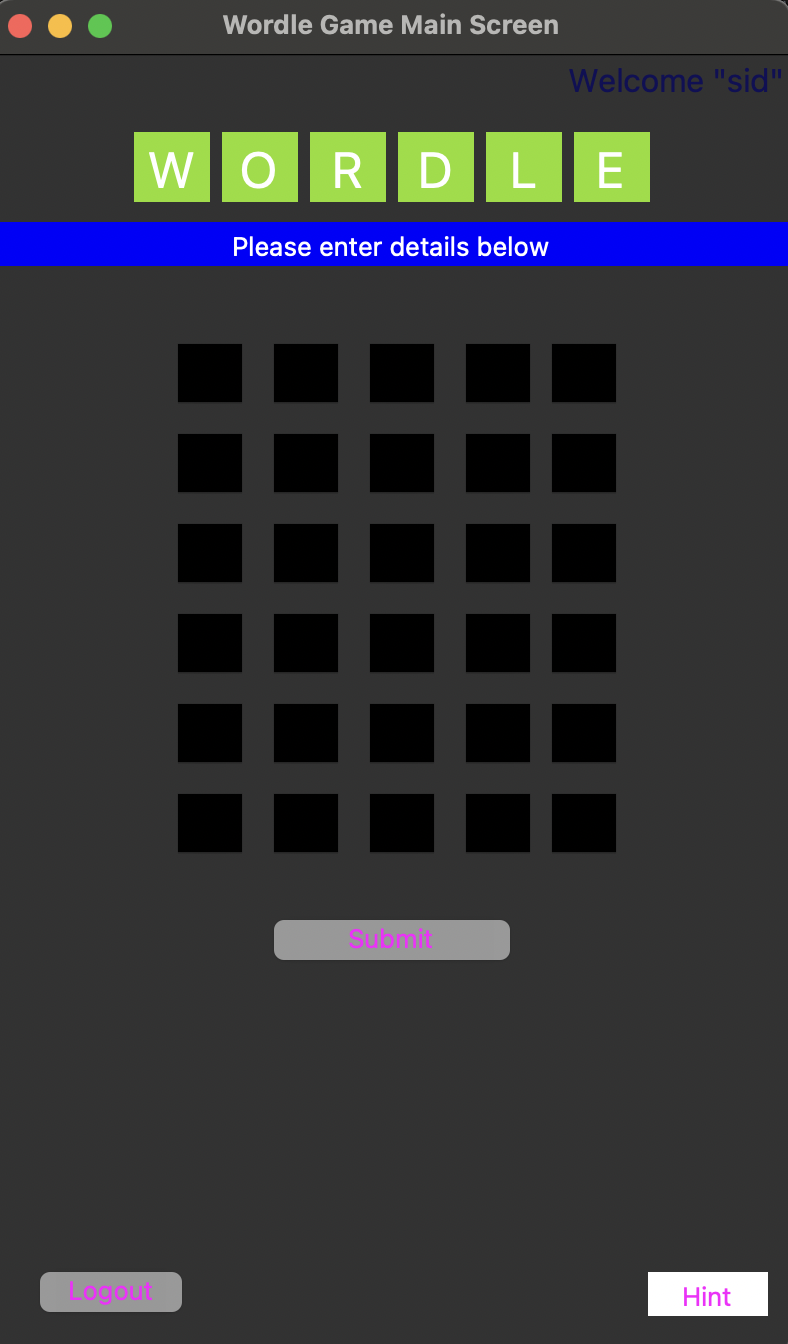 Wordle Game Main Screen
Welcome "sid"
W O R D L E
Please enter details below
Submit
Logout
Hint